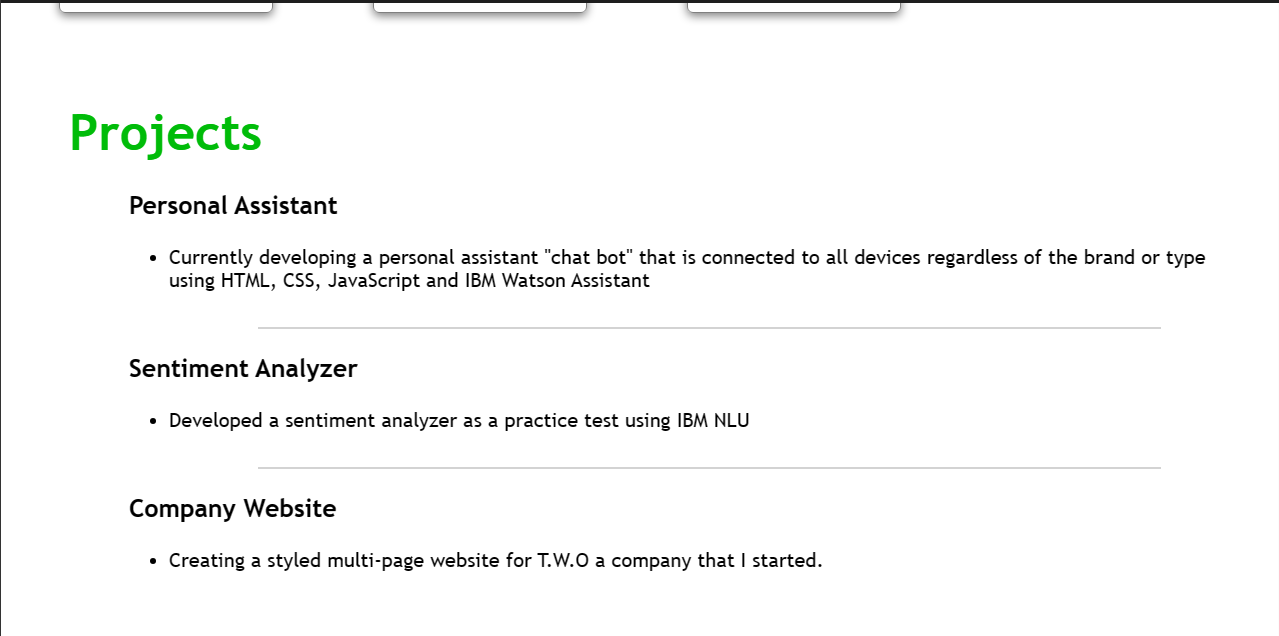 Projects
Personal Assistant
Currently developing a personal assistant "chat bot" that is connected to all devices regardless of the brand or type
using HTML, CSS, JavaScript and IBM Watson Assistant
Sentiment Analyzer
Developed a sentiment analyzer as a practice test using IBM NLU
Company Website
Creating a styled multi-page website for T.W.O a company that I started.